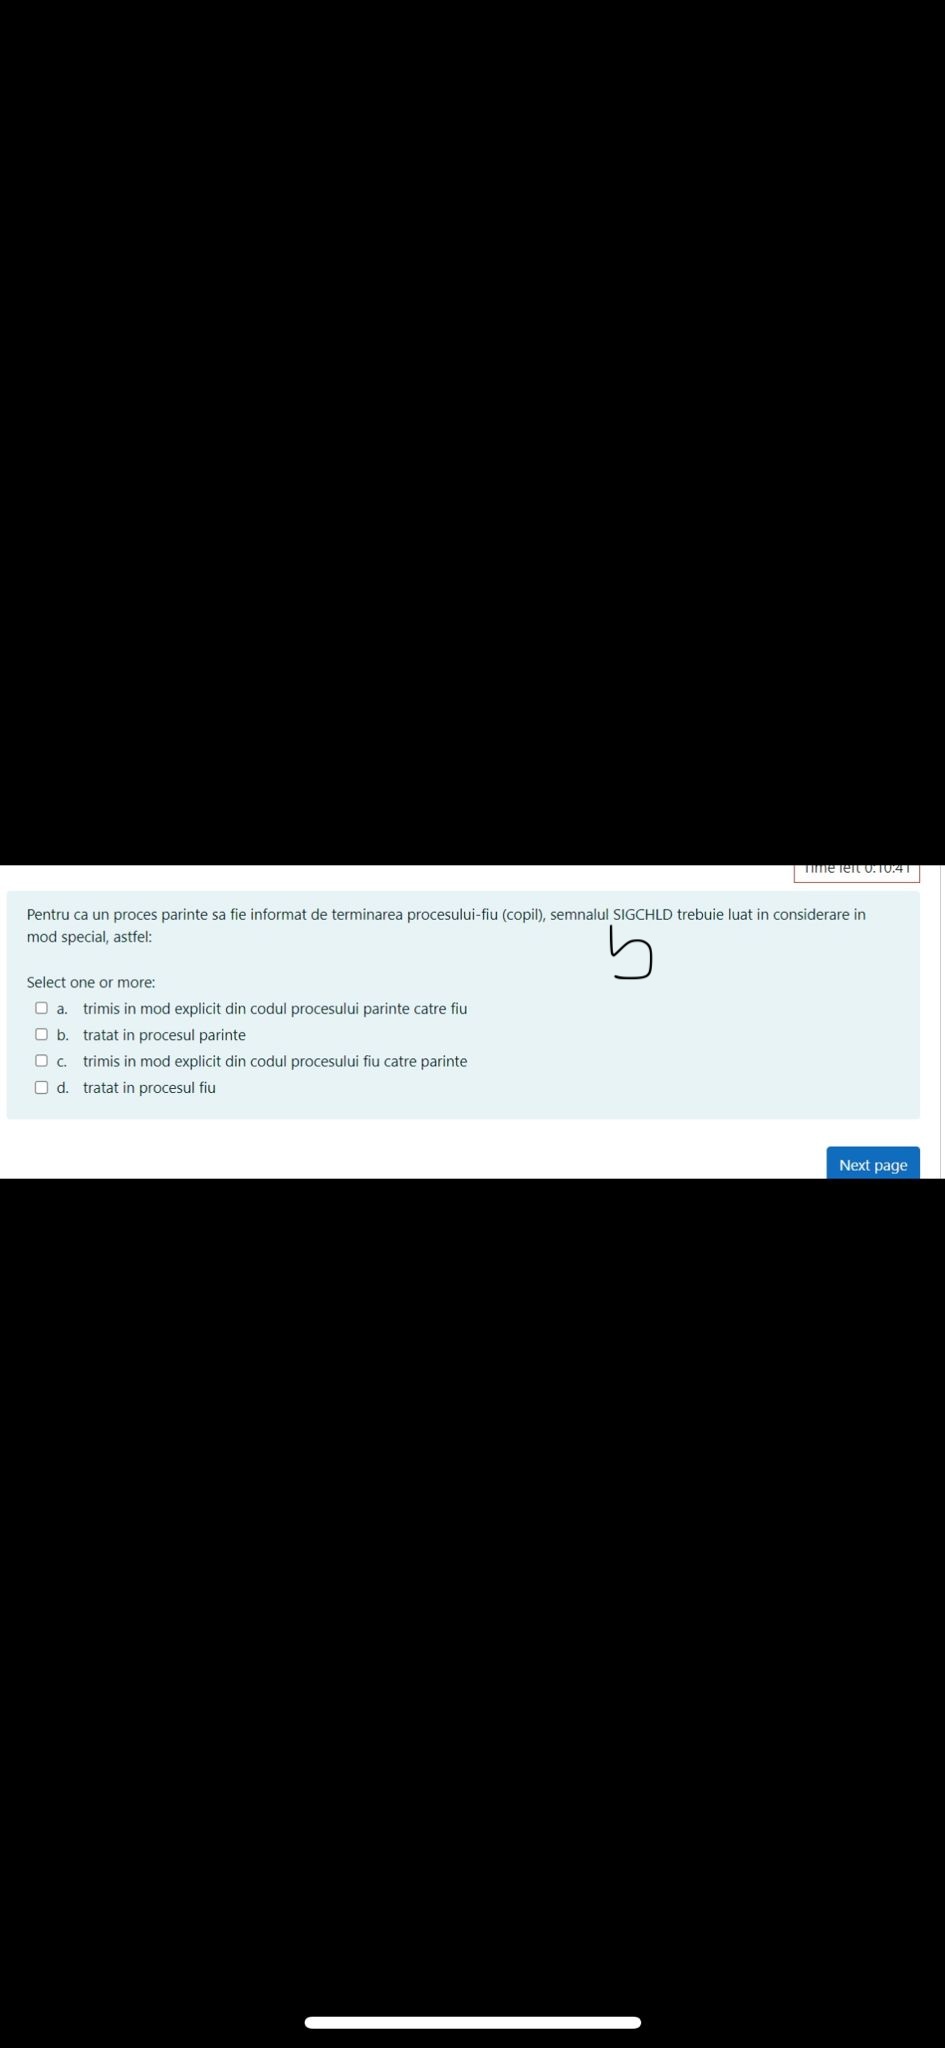 Time left 0:10:41
Pentru ca un proces parinte sa fie informat de terminarea procesului-fiu (copil), semnalul SIGCHLD trebuie luat in considerare in
mod special, astfel:
Select one or more:
a. trimis in mod explicit din codul procesului parinte catre fiu
b. tratat in procesul parinte
c. trimis in mod explicit din codul procesului fiu catre parinte
d. tratat in procesul fiu
Next page